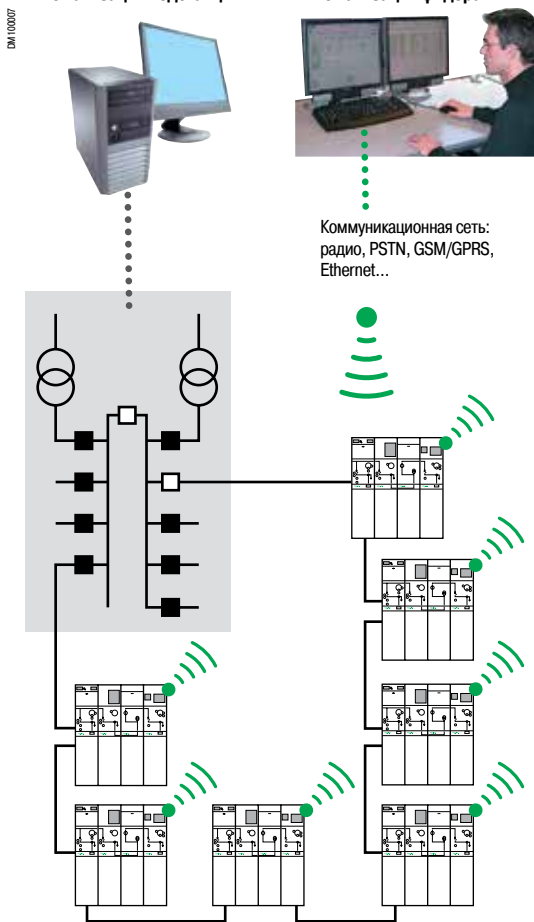 DM100007
Коммуникационная сеть:
радио, PSTN, GSM/GPRS,
Ethernet...